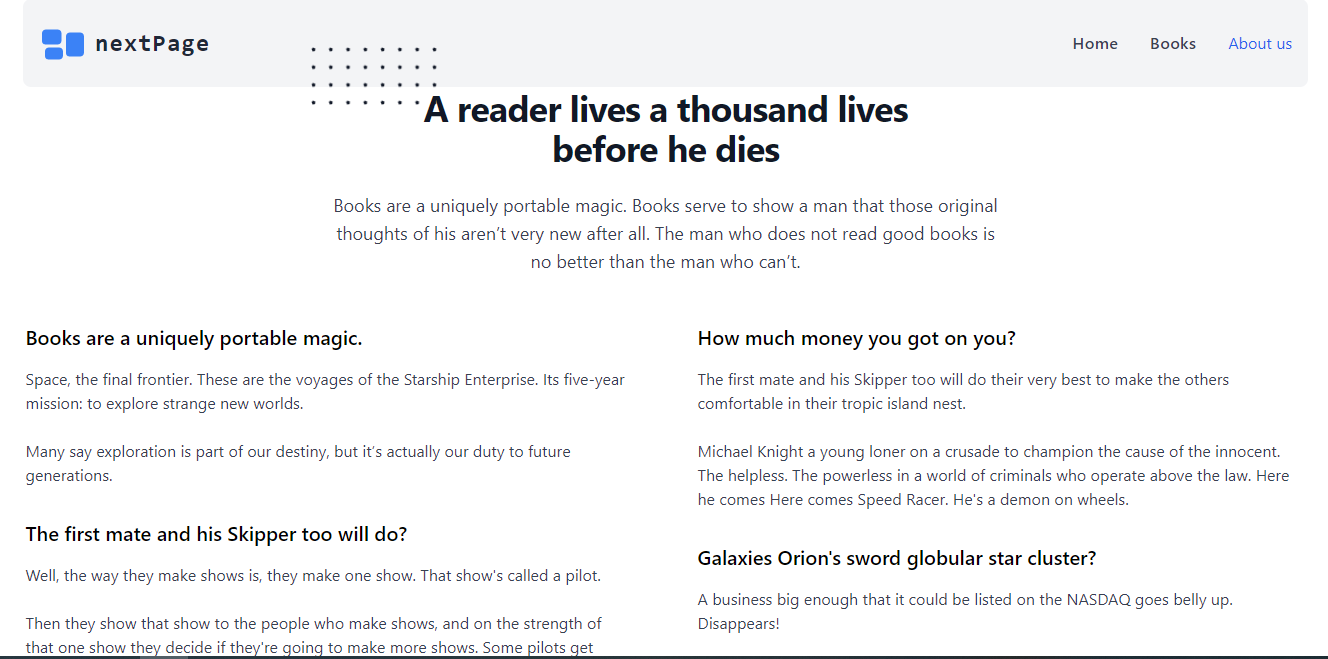 nextPage
Home
Books
About us
A reader lives a thousand lives
before he dies
Books are a uniquely portable magic. Books serve to show a man that those original
thoughts of his aren’t very new after all. The man who does not read good books is
no better than the man who can’t.
Books are a uniquely portable magic.
Space, the final frontier. These are the voyages of the Starship Enterprise. Its five-year
mission: to explore strange new worlds.
Many say exploration is part of our destiny, but it’s actually our duty to future
generations.
The first mate and his Skipper too will do?
Well, the way they make shows is, they make one show. That show's called a pilot.
Then they show that show to the people who make shows, and on the strength of
that one show they decide if they're going to make more shows. Some pilots get
How much money you got on you?
The first mate and his Skipper too will do their very best to make the others
comfortable in their tropic island nest.
Michael Knight a young loner on a crusade to champion the cause of the innocent.
The helpless. The powerless in a world of criminals who operate above the law. Here
he comes Here comes Speed Racer. He's a demon on wheels.
Galaxies Orion's sword globular star cluster?
A business big enough that it could be listed on the NASDAQ goes belly up.
Disappears!